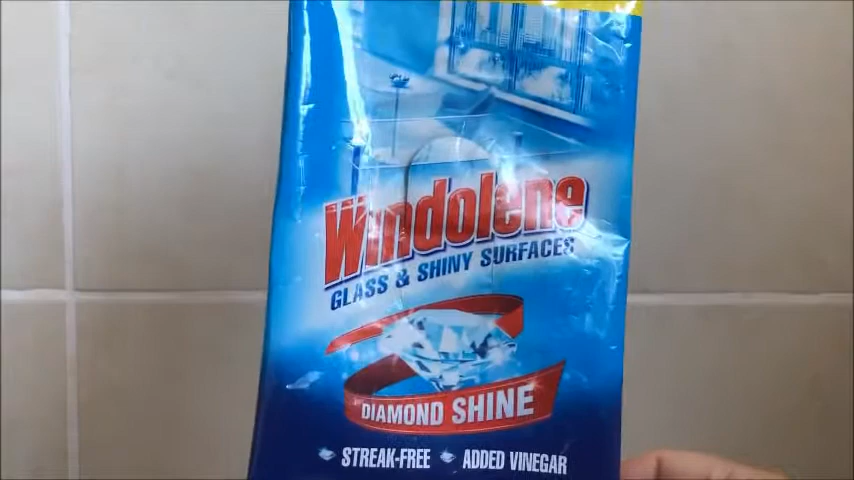 Windolene
GLASS & SHINY SURFACES
DIAMOND SHINE
STREAK-FREE ADDED VINEGAR